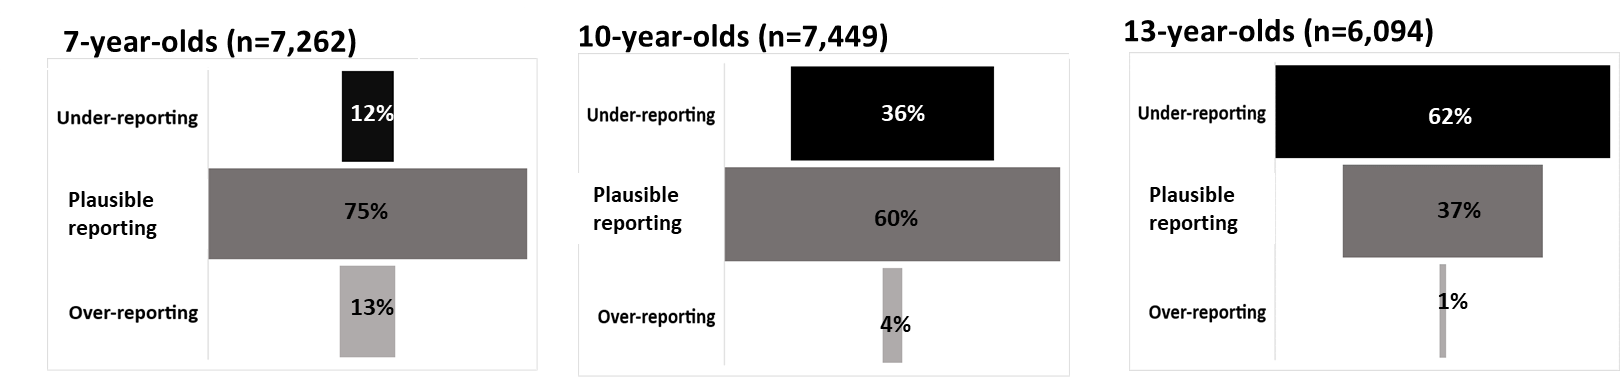 7-year-olds (n=7,262)
Under-reporting
12%
Plausible
reporting
75%
Over-reporting
13%
10-year-olds (n=7,449)
Under-reporting
36%
Plausible
reporting
60%
Over-reporting
4%
13-year-olds (n=6,094)
Under-reporting
62%
Plausible
reporting
37%
Over-reporting
1%